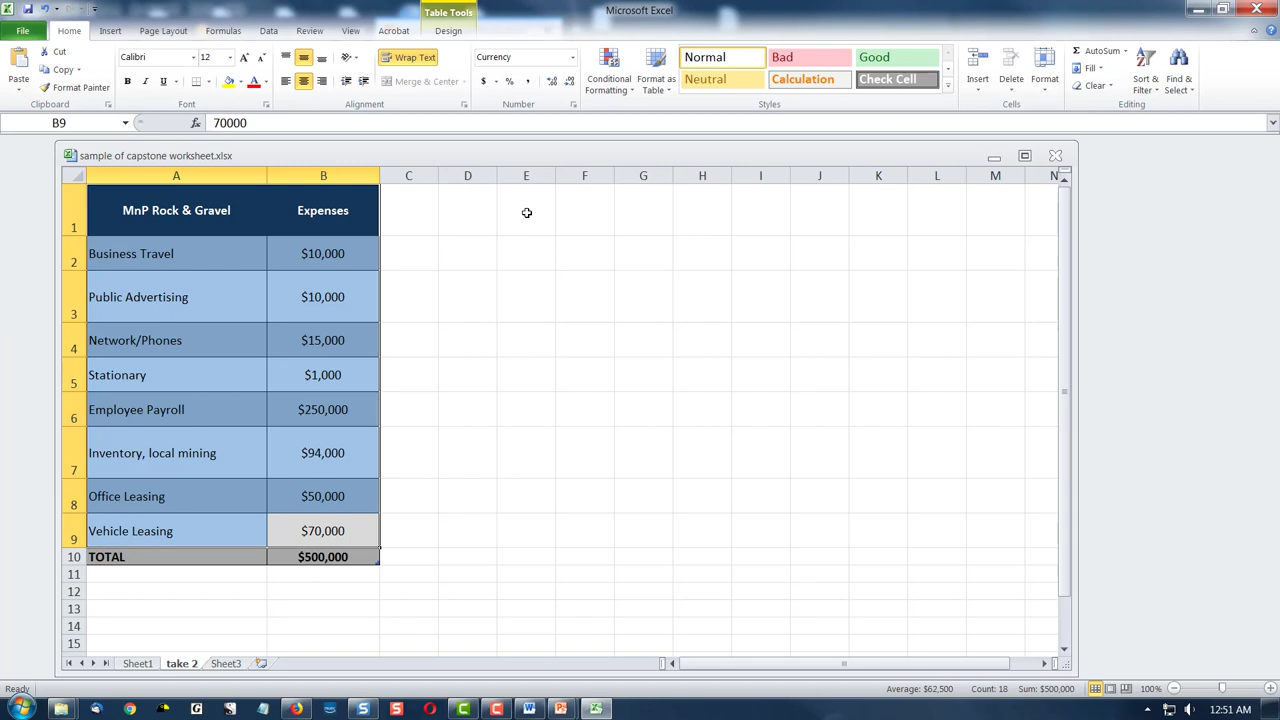 Table Tools
Microsoft Excel
File Home Insert Page Layout Formulas Data Review View Acrobat Design
Cut
Copy
Format Painter
Paste
Clipboard
Calibri 12 A A
B I U A
Font
Wrap Text
Merge & Center
Alignment
Currency
$ % ,
Number
Conditional Formatting
Format as Table
Normal Bad Good
Neutral Calculation Check Cell
Styles
Insert Delete Format
Cells
AutoSum
Fill
Clear
Sort & Filter
Find & Select
Editing
B9 fx 70000
sample of capstone worksheet.xlsx
A B C D E F G H I J K L M N
1 MnP Rock & Gravel Expenses
2 Business Travel $10,000
3 Public Advertising $10,000
4 Network/Phones $15,000
5 Stationary $1,000
6 Employee Payroll $250,000
7 Inventory, local mining $94,000
8 Office Leasing $50,000
9 Vehicle Leasing $70,000
10 TOTAL $500,000
11
12
13
14
15
Sheet1 take 2 Sheet3
Ready Average: $62,500 Count: 18 Sum: $500,000 100%
12:51 AM